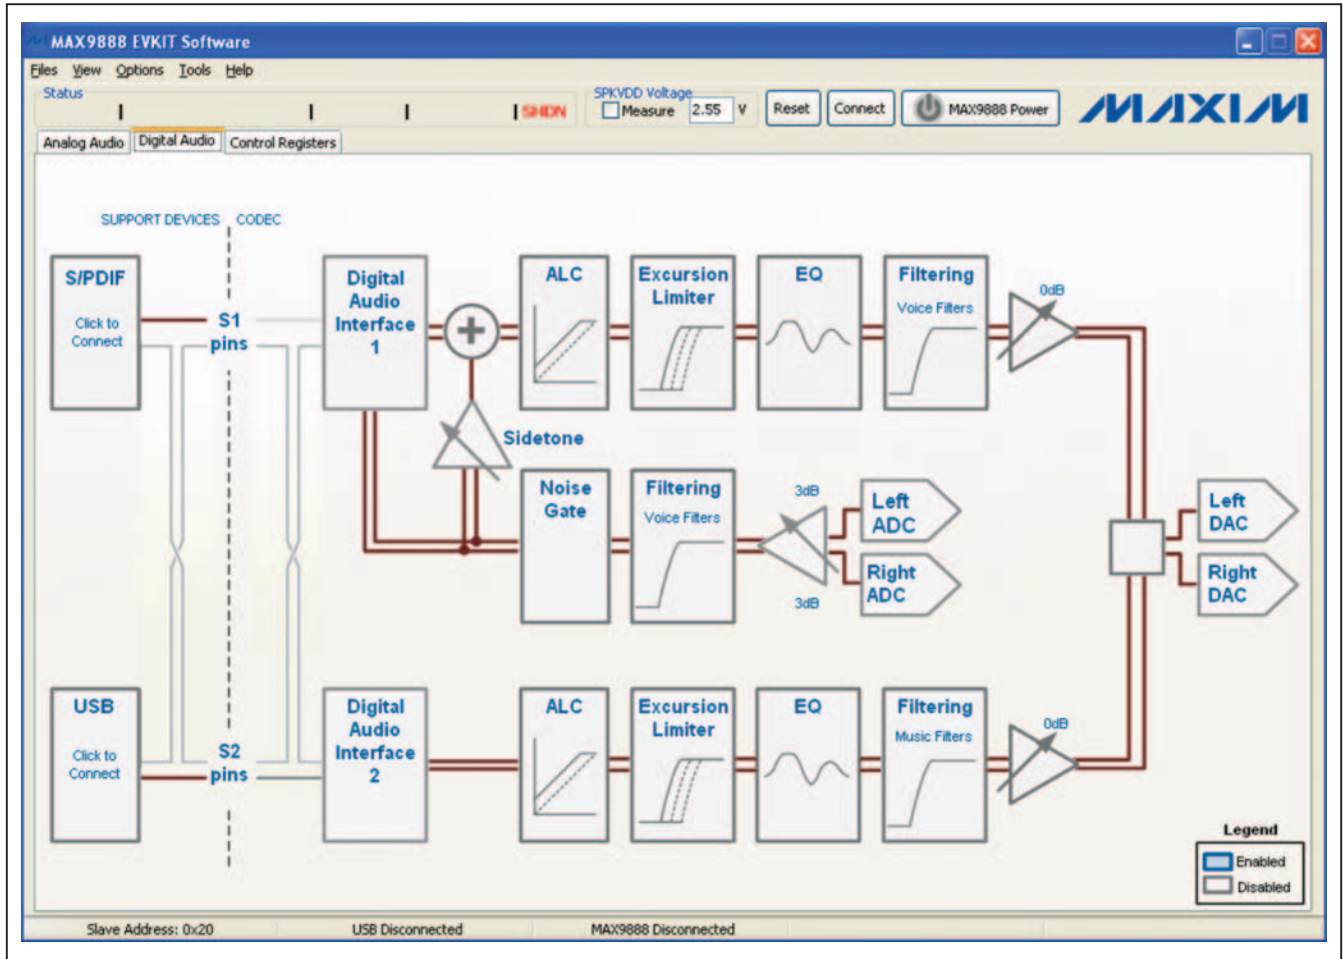 MAX9888 EVKIT Software
Files View Options Tools Help
Status
SHDN
SPKVDD Voltage
Measure 2.55 V
Reset
Connect
MAX9888 Power
MAXIM
Analog Audio Digital Audio Control Registers
SUPPORT DEVICES CODEC
S/PDIF
Click to
Connect
S1
pins
Digital
Audio
Interface
1
+
ALC
Excursion
Limiter
EQ
Filtering
Voice Filters
0dB
Sidetone
Noise
Gate
Filtering
Voice Filters
3dB
3dB
Left
ADC
Right
ADC
Left
DAC
Right
DAC
USB
Click to
Connect
S2
pins
Digital
Audio
Interface
2
ALC
Excursion
Limiter
EQ
Filtering
Music Filters
0dB
Legend
Enabled
Disabled
Slave Address: 0x20 USB Disconnected MAX9888 Disconnected